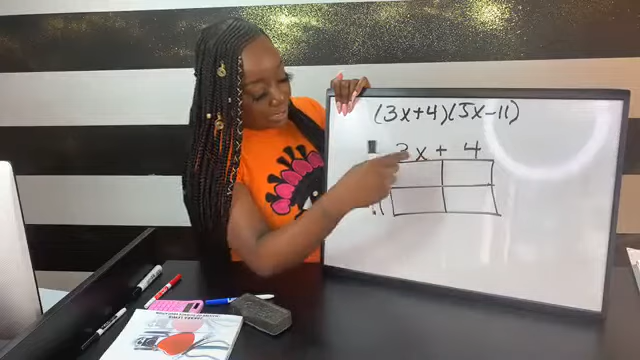 (3x+4)(5x-11)
3x + 4